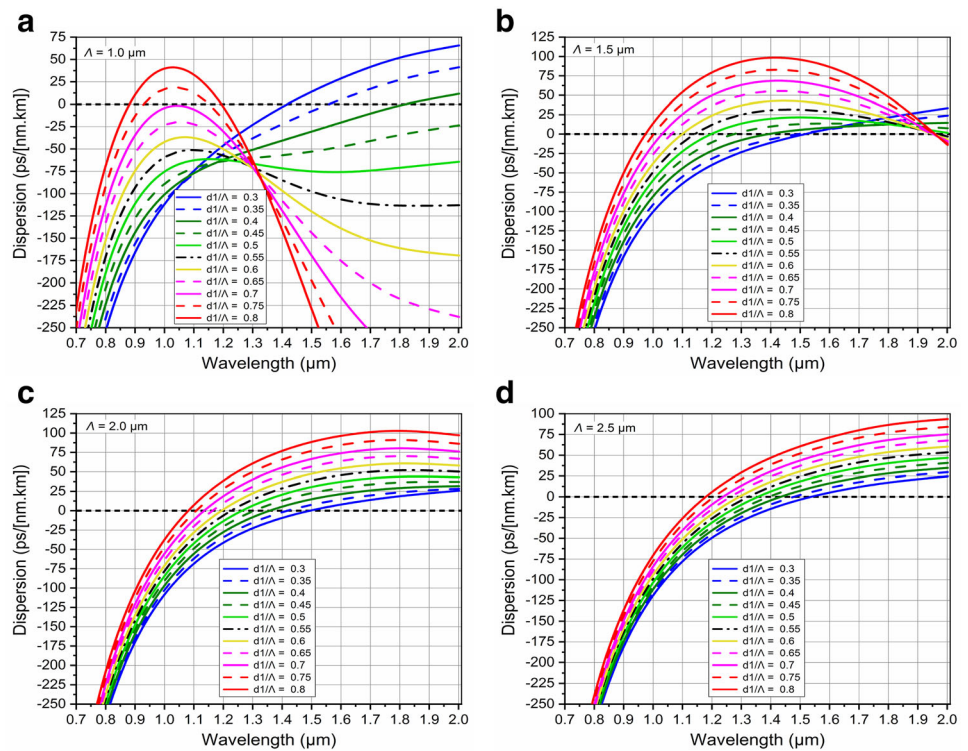 a
Λ = 1.0 μm
Dispersion (ps/[nm.km])
75
50
25
0
-25
-50
-75
-100
-125
-150
-175
-200
-225
-250
d1/Λ = 0.3
d1/Λ = 0.35
d1/Λ = 0.4
d1/Λ = 0.45
d1/Λ = 0.5
d1/Λ = 0.55
d1/Λ = 0.6
d1/Λ = 0.65
d1/Λ = 0.7
d1/Λ = 0.75
d1/Λ = 0.8
0.7 0.8 0.9 1.0 1.1 1.2 1.3 1.4 1.5 1.6 1.7 1.8 1.9 2.0
Wavelength (μm)
b
Λ = 1.5 μm
Dispersion (ps/[nm.km])
125
100
75
50
25
0
-25
-50
-75
-100
-125
-150
-175
-200
-225
-250
d1/Λ = 0.3
d1/Λ = 0.35
d1/Λ = 0.4
d1/Λ = 0.45
d1/Λ = 0.5
d1/Λ = 0.55
d1/Λ = 0.6
d1/Λ = 0.65
d1/Λ = 0.7
d1/Λ = 0.75
d1/Λ = 0.8
0.7 0.8 0.9 1.0 1.1 1.2 1.3 1.4 1.5 1.6 1.7 1.8 1.9 2.0
Wavelength (μm)
c
Λ = 2.0 μm
Dispersion (ps/[nm.km])
125
100
75
50
25
0
-25
-50
-75
-100
-125
-150
-175
-200
-225
-250
d1/Λ = 0.3
d1/Λ = 0.35
d1/Λ = 0.4
d1/Λ = 0.45
d1/Λ = 0.5
d1/Λ = 0.55
d1/Λ = 0.6
d1/Λ = 0.65
d1/Λ = 0.7
d1/Λ = 0.75
d1/Λ = 0.8
0.7 0.8 0.9 1.0 1.1 1.2 1.3 1.4 1.5 1.6 1.7 1.8 1.9 2.0
Wavelength (μm)
d
Λ = 2.5 μm
Dispersion (ps/[nm.km])
100
75
50
25
0
-25
-50
-75
-100
-125
-150
-175
-200
-225
-250
d1/Λ = 0.3
d1/Λ = 0.35
d1/Λ = 0.4
d1/Λ = 0.45
d1/Λ = 0.5
d1/Λ = 0.55
d1/Λ = 0.6
d1/Λ = 0.65
d1/Λ = 0.7
d1/Λ = 0.75
d1/Λ = 0.8
0.7 0.8 0.9 1.0 1.1 1.2 1.3 1.4 1.5 1.6 1.7 1.8 1.9 2.0
Wavelength (μm)